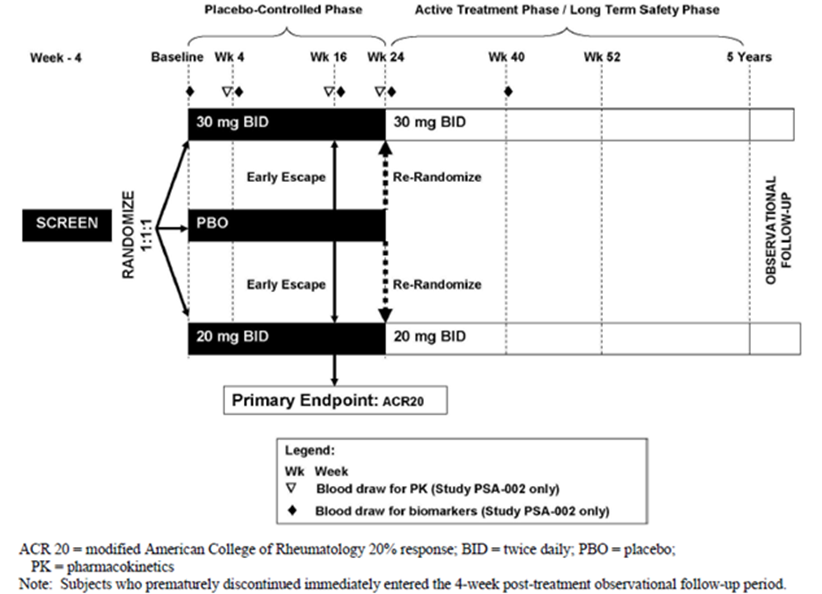 Placebo-Controlled Phase
Active Treatment Phase / Long Term Safety Phase
Week - 4
Baseline
Wk 4
Wk 16
Wk 24
Wk 40
Wk 52
5 Years
30 mg BID
30 mg BID
Early Escape
Re-Randomize
SCREEN
RANDOMIZE
1:1:1
PBO
OBSERVATIONAL
FOLLOW-UP
Early Escape
Re-Randomize
20 mg BID
20 mg BID
Primary Endpoint: ACR20
Legend:
Wk Week
▽ Blood draw for PK (Study PSA-002 only)
♦ Blood draw for biomarkers (Study PSA-002 only)
ACR 20 = modified American College of Rheumatology 20% response; BID = twice daily; PBO = placebo;
PK = pharmacokinetics
Note: Subjects who prematurely discontinued immediately entered the 4-week post-treatment observational follow-up period.